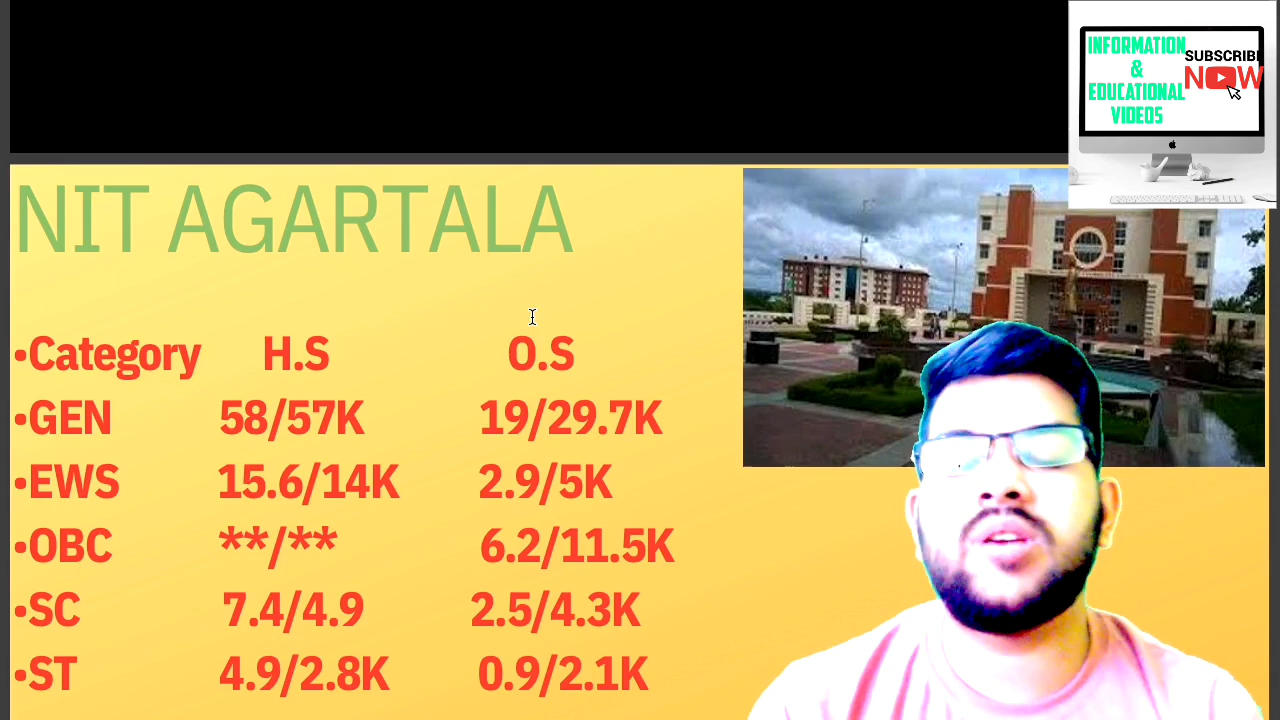 INFORMATION
&
EDUCATIONAL
VIDEOS
SUBSCRIBE
NOW
NIT AGARTALA
•Category H.S O.S
•GEN 58/57K 19/29.7K
•EWS 15.6/14K 2.9/5K
•OBC **/** 6.2/11.5K
•SC 7.4/4.9 2.5/4.3K
•ST 4.9/2.8K 0.9/2.1K